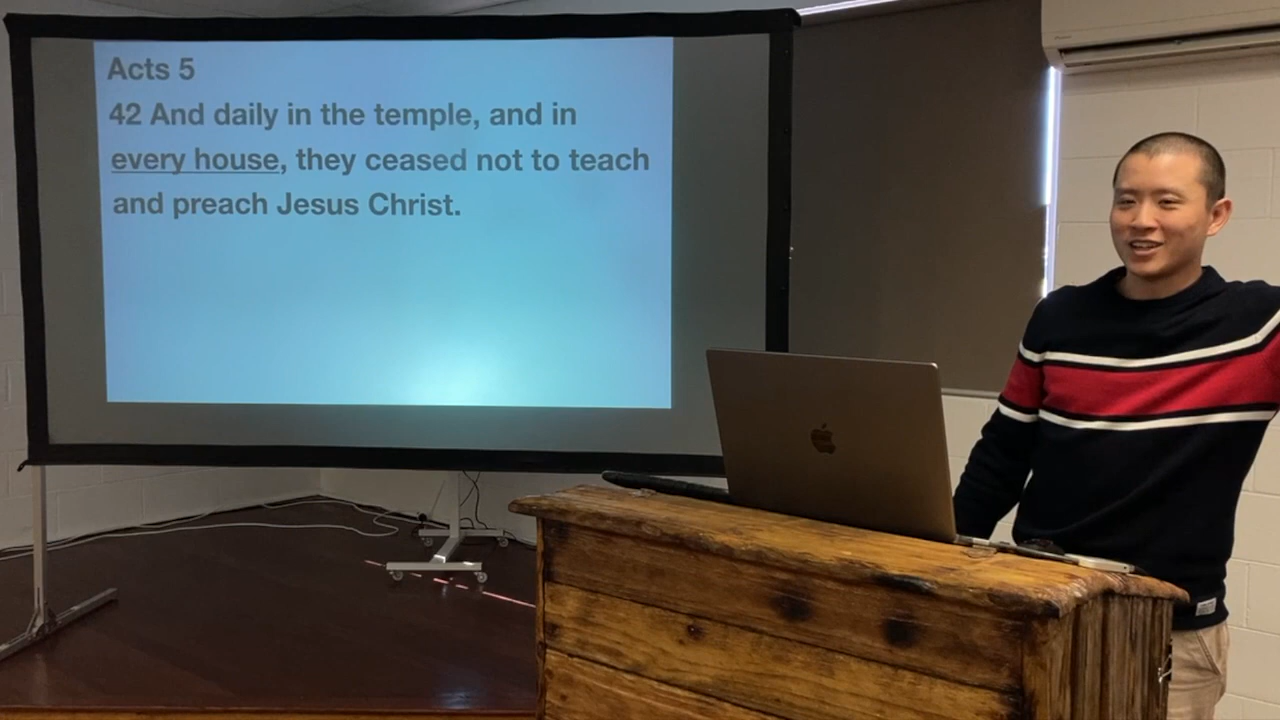 Acts 5
42 And daily in the temple, and in
every house, they ceased not to teach
and preach Jesus Christ.